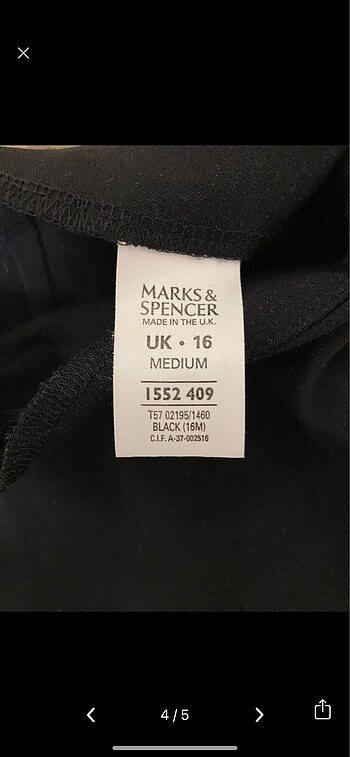 MARKS &
SPENCER
MADE IN THE U.K.
UK • 16
MEDIUM
1552 409
T57 02195/1460
BLACK (16M)
C.I.F. A-37-002516
4/5